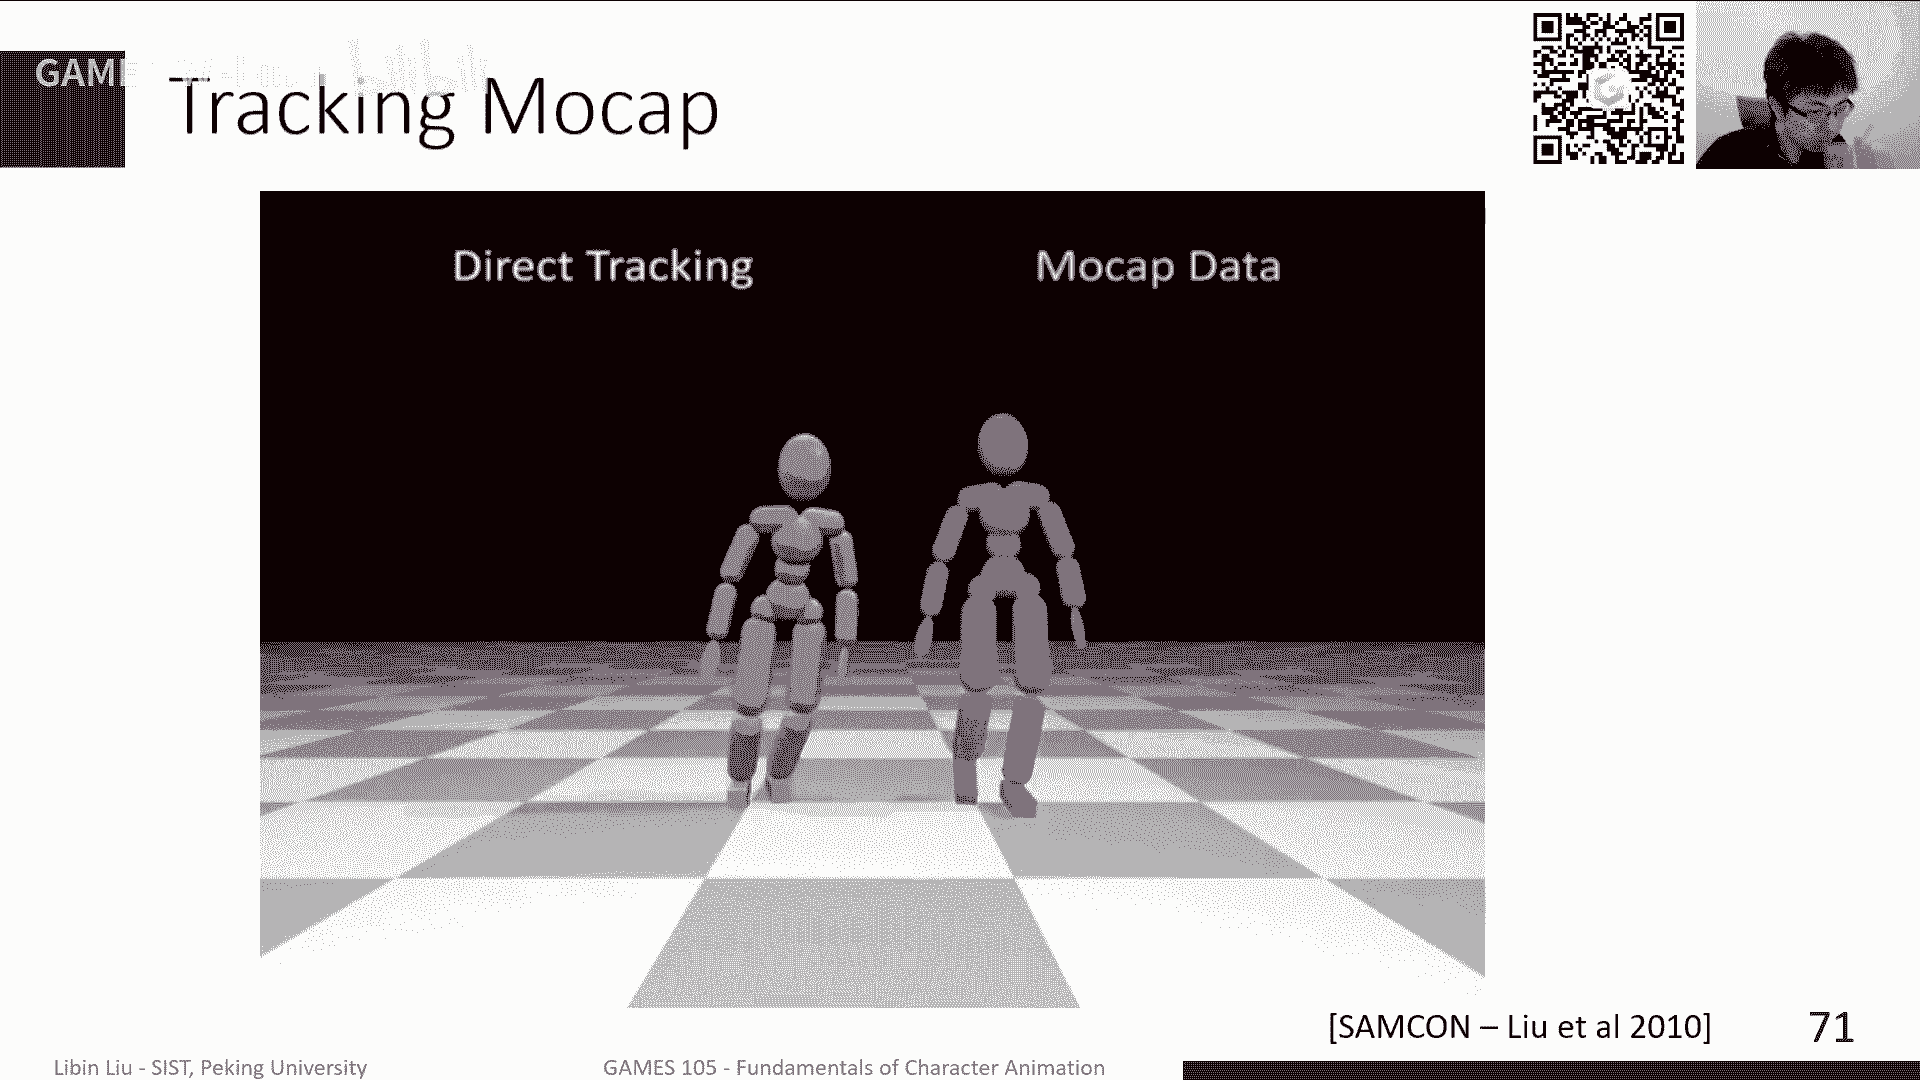 GAME
Tracking Mocap
Direct Tracking
Mocap Data
[SAMCON – Liu et al 2010]
71
Libin Liu - SIST, Peking University
GAMES 105 - Fundamentals of Character Animation